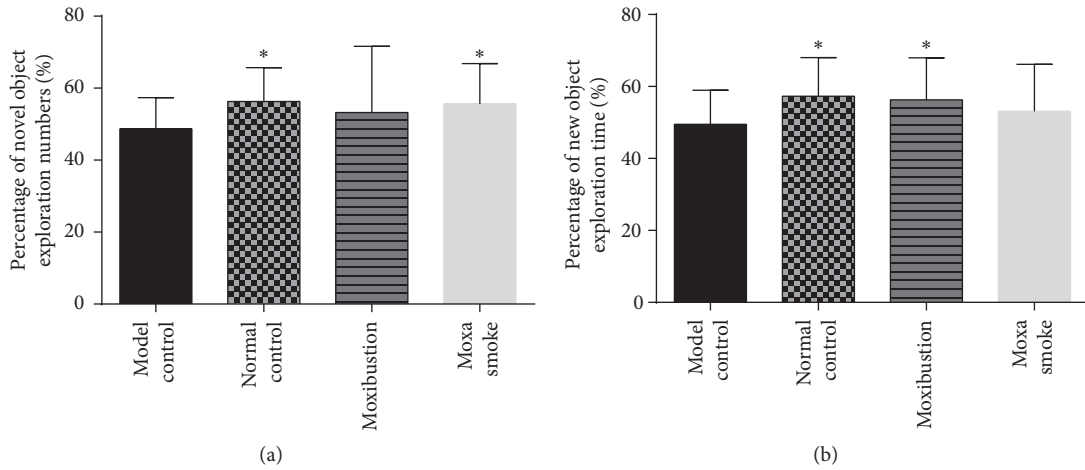 80
60
40
20
0
Percentage of novel object
exploration numbers (%)
*
*
Model
control
Normal
control
Moxibustion
Moxa
smoke
(a)
80
60
40
20
0
Percentage of new object
exploration time (%)
*
*
Model
control
Normal
control
Moxibustion
Moxa
smoke
(b)